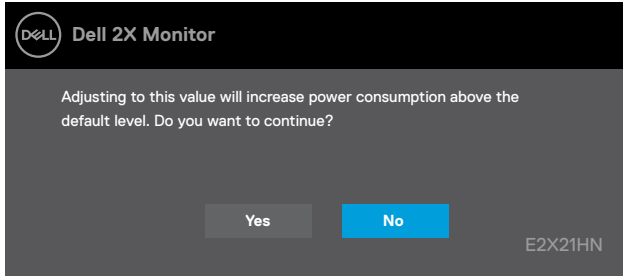 DELL
Dell 2X Monitor
Adjusting to this value will increase power consumption above the
default level. Do you want to continue?
Yes No
E2X21HN